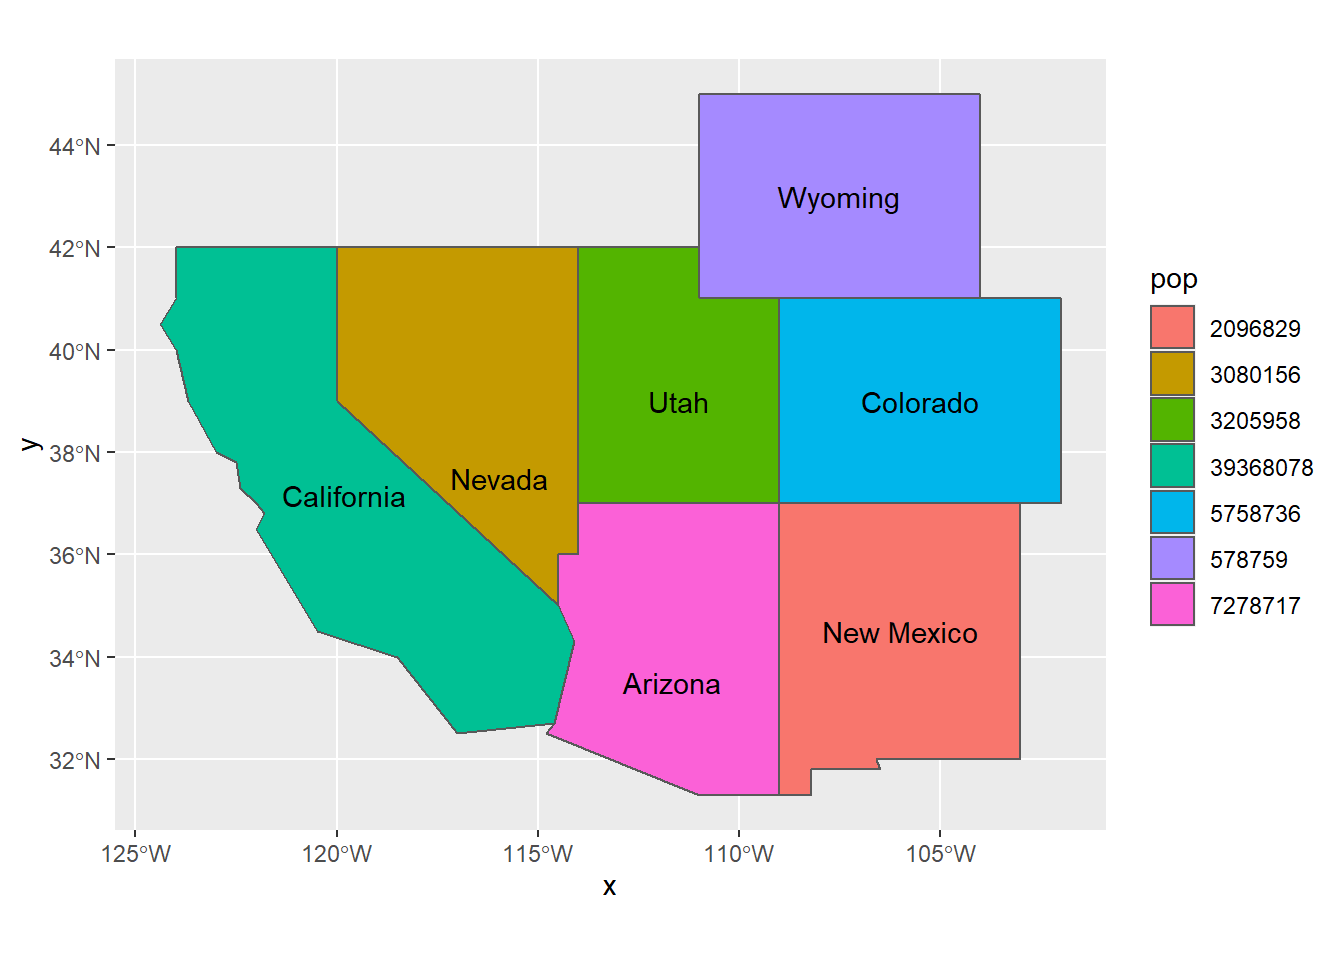 44°N
42°N
40°N
38°N
36°N
34°N
32°N
y
Wyoming
Utah
Colorado
Nevada
California
New Mexico
Arizona
125°W
120°W
115°W
110°W
105°W
x
pop
2096829
3080156
3205958
39368078
5758736
578759
7278717